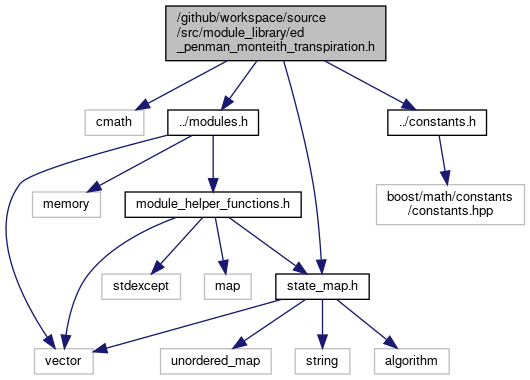 /github/workspace/source
/src/module_library/ed
_penman_monteith_transpiration.h
cmath
../modules.h
../constants.h
memory
module_helper_functions.h
boost/math/constants
/constants.hpp
stdexcept
map
state_map.h
vector
unordered_map
string
algorithm